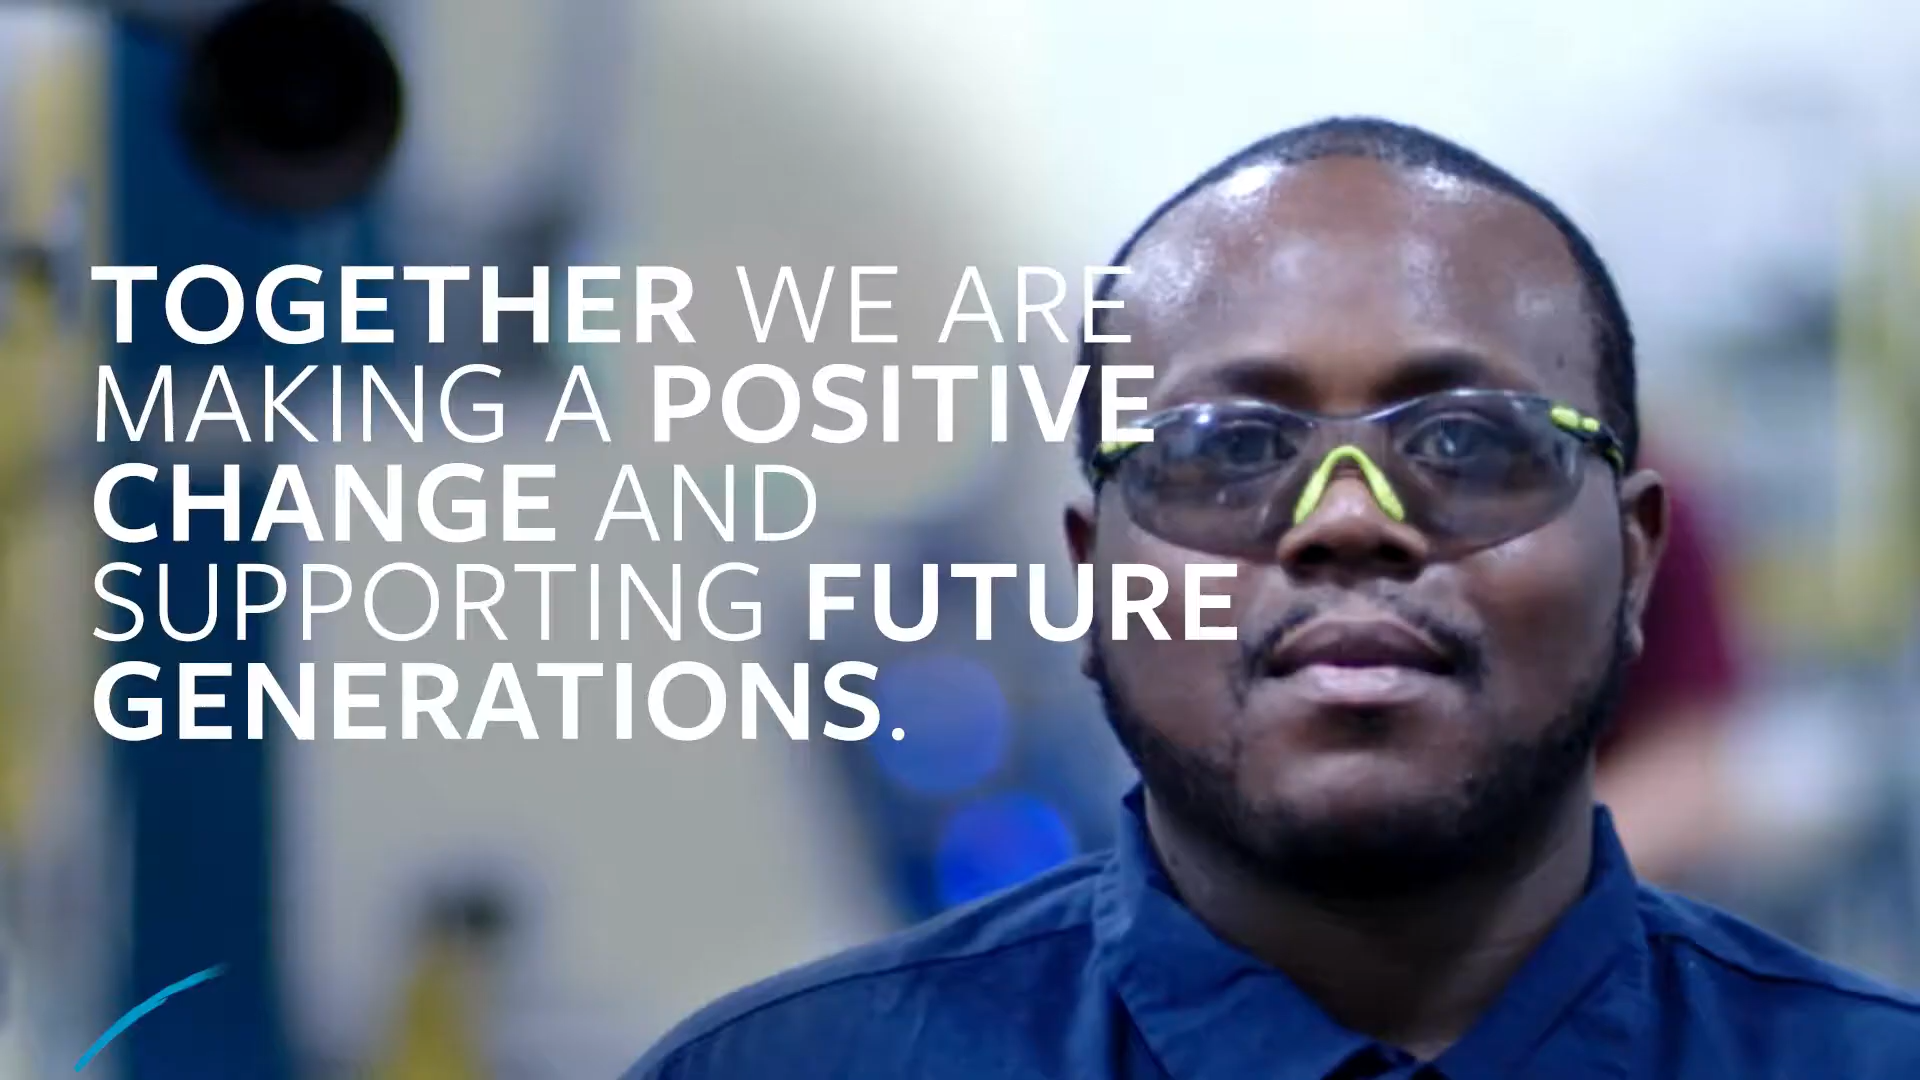 TOGETHER WE ARE
MAKING A POSITIVE
CHANGE AND
SUPPORTING FUTURE
GENERATIONS.